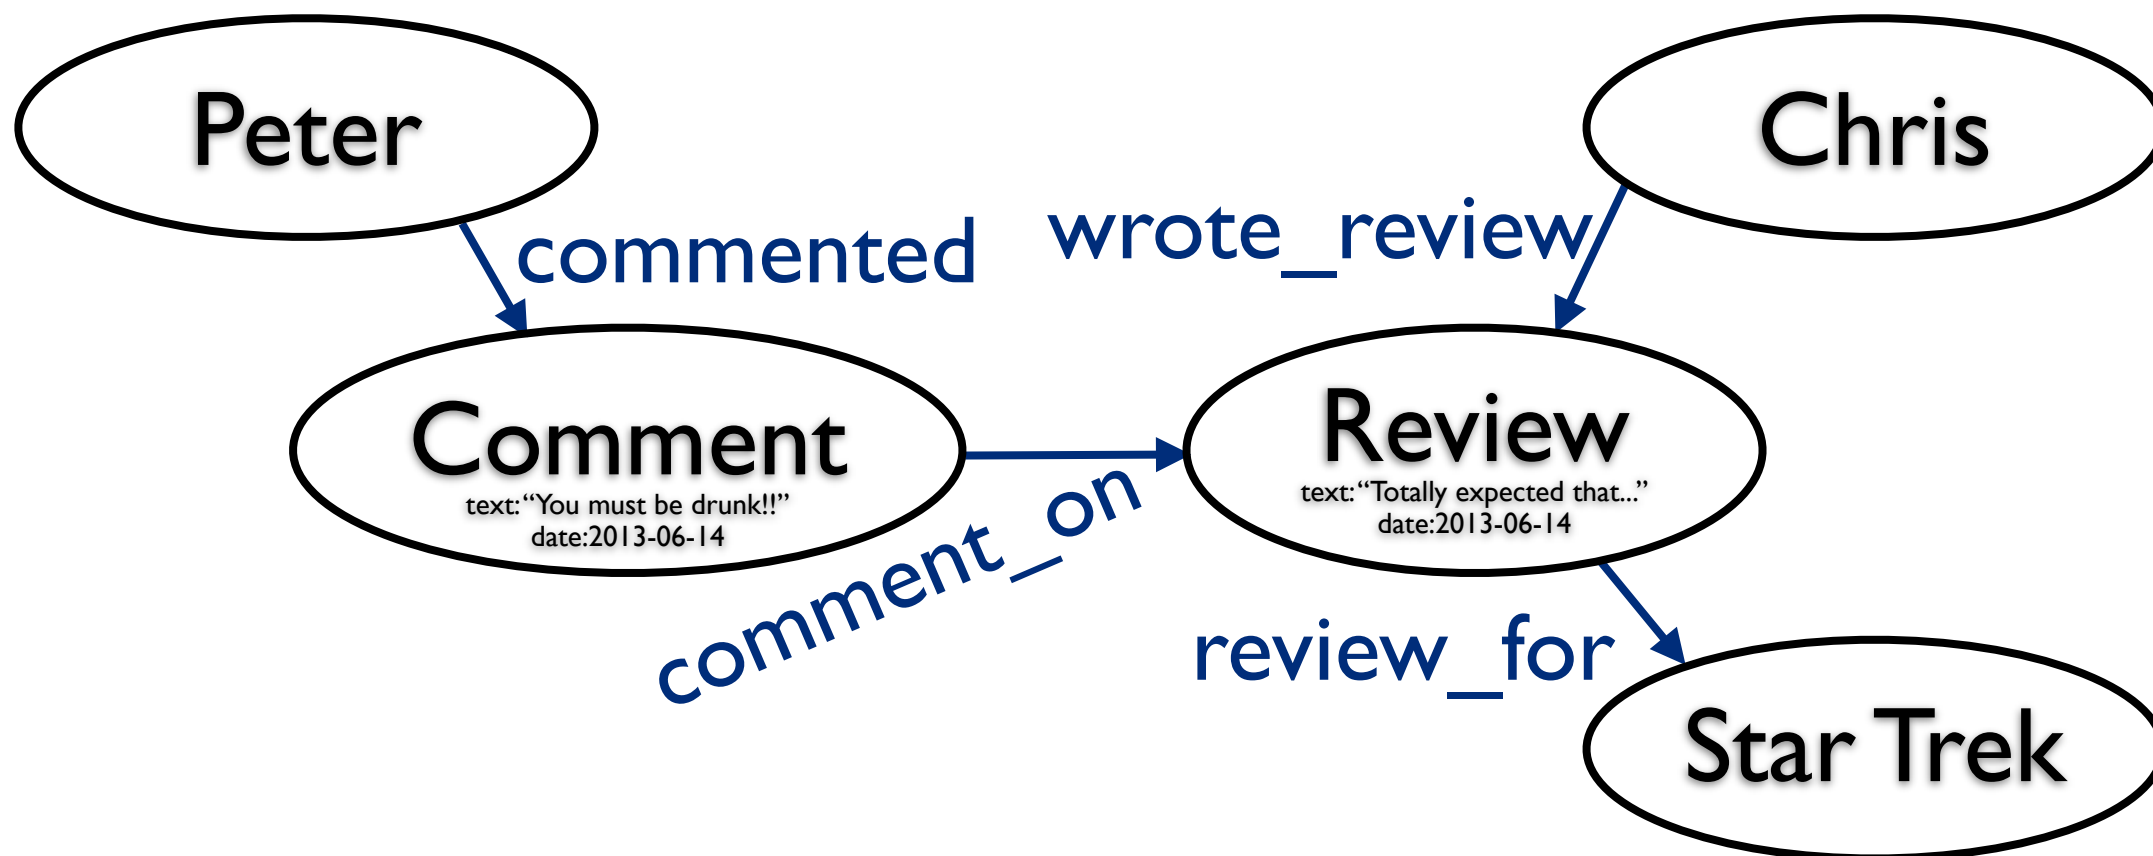 Peter
Chris
commented
wrote_review
Comment
text:“You must be drunk!!”
date:2013-06-14
Review
text:“Totally expected that...”
date:2013-06-14
comment_on
review_for
Star Trek